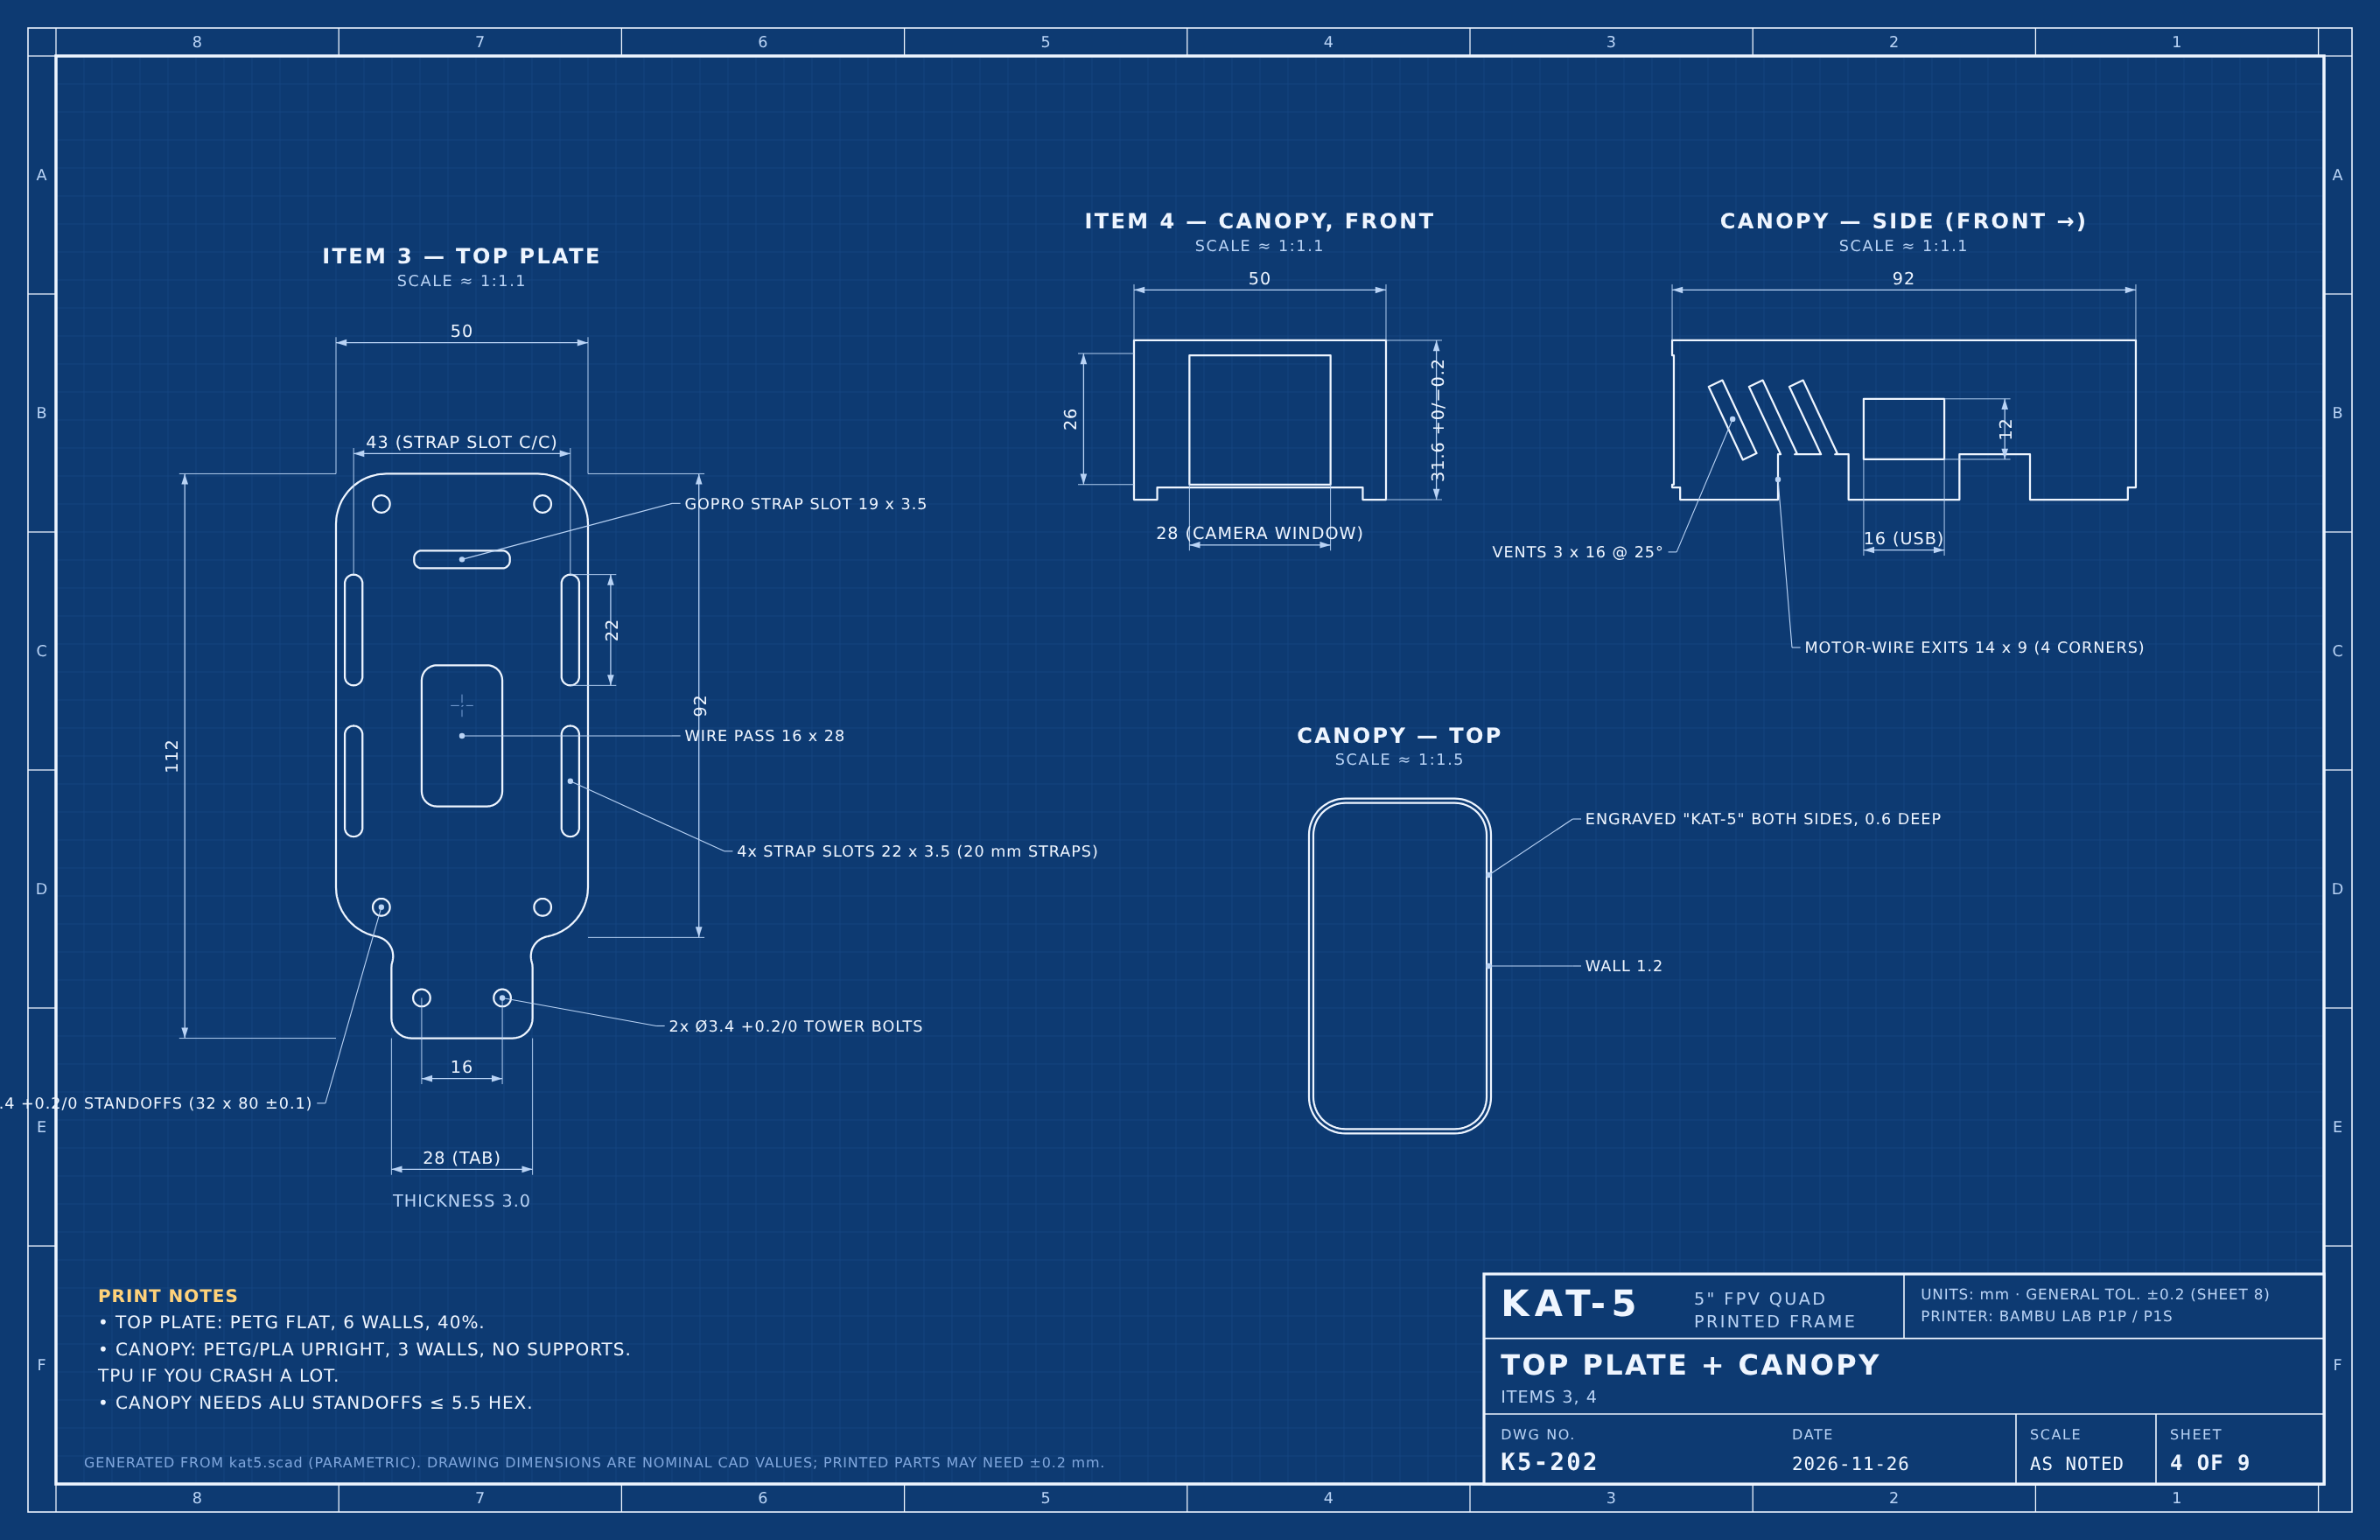 8 7 6 5 4 3 2 1
A A
B B
C C
D D
E E
F F
ITEM 3 — TOP PLATE
SCALE ≈ 1:1.1
50
43 (STRAP SLOT C/C)
GOPRO STRAP SLOT 19 x 3.5
22
92
112
WIRE PASS 16 x 28
4x STRAP SLOTS 22 x 3.5 (20 mm STRAPS)
2x Ø3.4 +0.2/0 TOWER BOLTS
16
.4 +0.2/0 STANDOFFS (32 x 80 ±0.1)
28 (TAB)
THICKNESS 3.0
ITEM 4 — CANOPY, FRONT
SCALE ≈ 1:1.1
50
26
31.6 +0/−0.2
28 (CAMERA WINDOW)
CANOPY — SIDE (FRONT →)
SCALE ≈ 1:1.1
92
12
16 (USB)
VENTS 3 x 16 @ 25°
MOTOR-WIRE EXITS 14 x 9 (4 CORNERS)
CANOPY — TOP
SCALE ≈ 1:1.5
ENGRAVED "KAT-5" BOTH SIDES, 0.6 DEEP
WALL 1.2
PRINT NOTES
• TOP PLATE: PETG FLAT, 6 WALLS, 40%.
• CANOPY: PETG/PLA UPRIGHT, 3 WALLS, NO SUPPORTS.
TPU IF YOU CRASH A LOT.
• CANOPY NEEDS ALU STANDOFFS ≤ 5.5 HEX.
GENERATED FROM kat5.scad (PARAMETRIC). DRAWING DIMENSIONS ARE NOMINAL CAD VALUES; PRINTED PARTS MAY NEED ±0.2 mm.
KAT-5
5" FPV QUAD
PRINTED FRAME
UNITS: mm · GENERAL TOL. ±0.2 (SHEET 8)
PRINTER: BAMBU LAB P1P / P1S
TOP PLATE + CANOPY
ITEMS 3, 4
DWG NO.
K5-202
DATE
2026-11-26
SCALE
AS NOTED
SHEET
4 OF 9
8 7 6 5 4 3 2 1